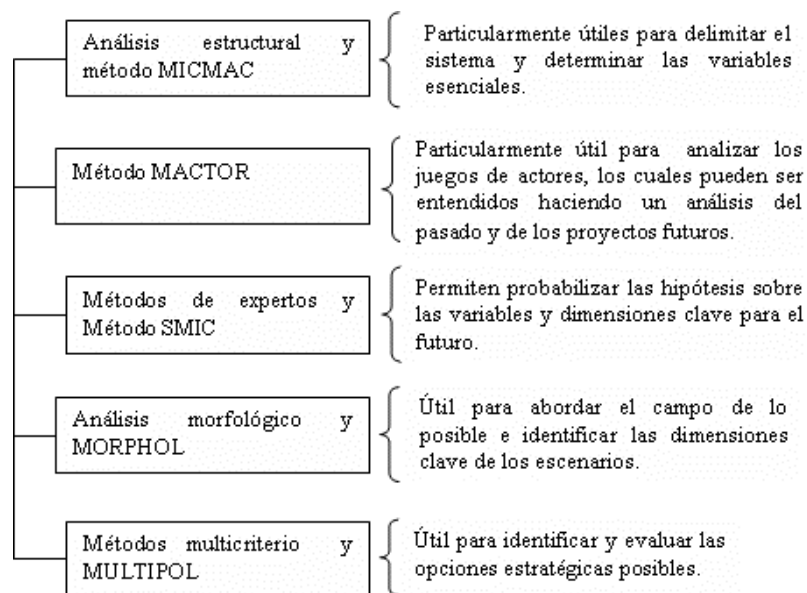 Análisis estructural y
método MICMAC
Particularmente útiles para delimitar el
sistema y determinar las variables
esenciales.
Método MACTOR
Particularmente útil para analizar los
juegos de actores, los cuales pueden ser
entendidos haciendo un análisis del
pasado y de los proyectos futuros.
Métodos de expertos y
Método SMIC
Permiten probabilizar las hipótesis sobre
las variables y dimensiones clave para el
futuro.
Análisis morfológico y
MORPHOL
Útil para abordar el campo de lo
posible e identificar las dimensiones
clave de los escenarios.
Métodos multicriterio y
MULTIPOL
Útil para identificar y evaluar las
opciones estratégicas posibles.